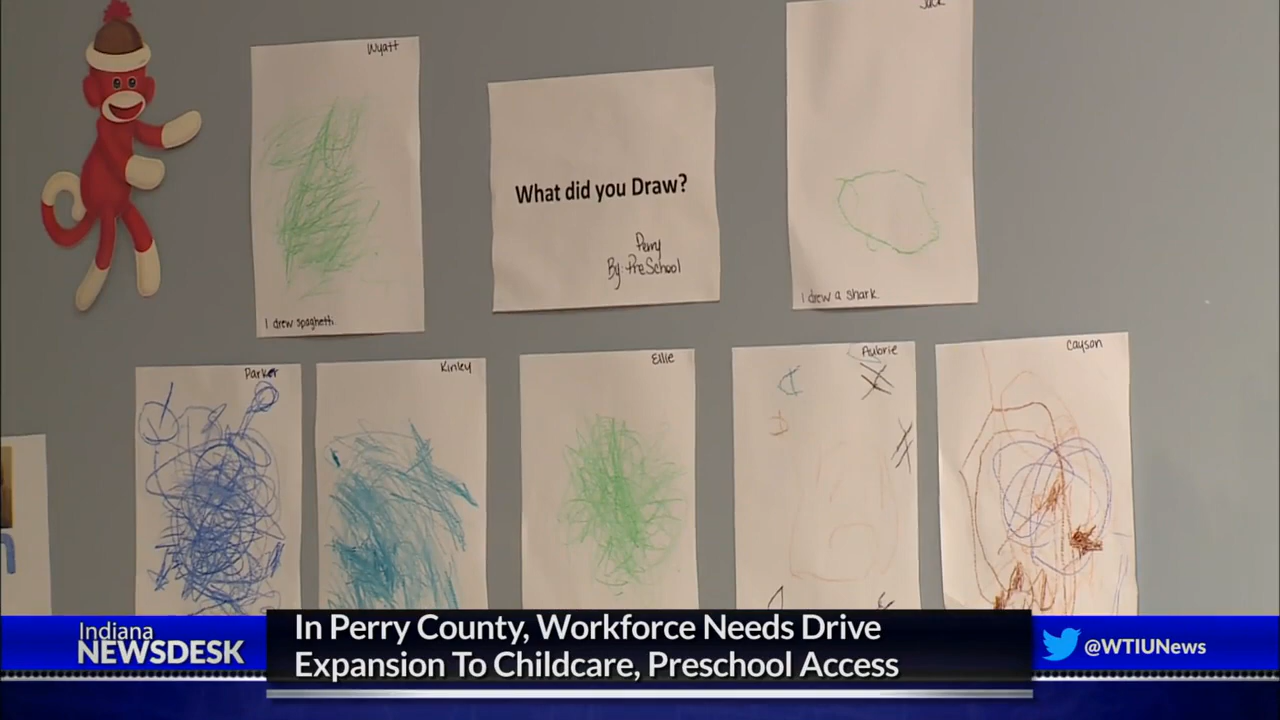 Jack
Wyatt
What did you Draw?
Perry
By: PreSchool
I drew spaghetti.
I drew a shark.
Parker
Kinley
Ellie
Aubrie
Cayson
Indiana
NEWSDESK
In Perry County, Workforce Needs Drive
Expansion To Childcare, Preschool Access
@WTIUNews